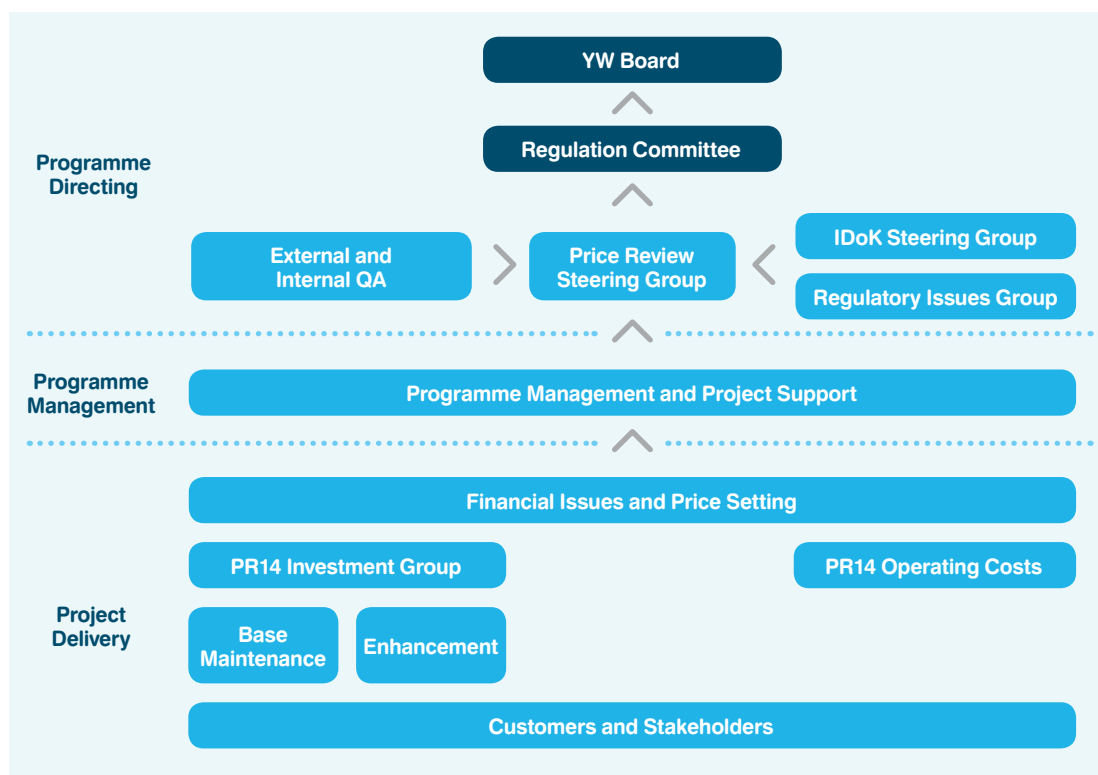 YW Board
Regulation Committee
Programme
Directing
External and
Internal QA
Price Review
Steering Group
IDoK Steering Group
Regulatory Issues Group
Programme
Management
Programme Management and Project Support
Financial Issues and Price Setting
PR14 Investment Group
PR14 Operating Costs
Project
Delivery
Base
Maintenance
Enhancement
Customers and Stakeholders